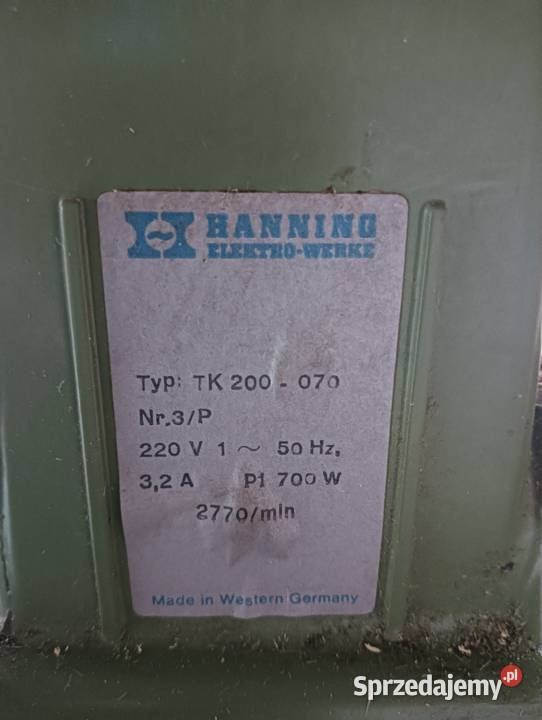 HANNING
ELEKTRO-WERKE
Typ: TK 200 - 070
Nr.3/P
220 V 1 ~ 50 Hz,
3,2 A P1 700 W
2770/min
Made in Western Germany
Sprzedajemy.pl